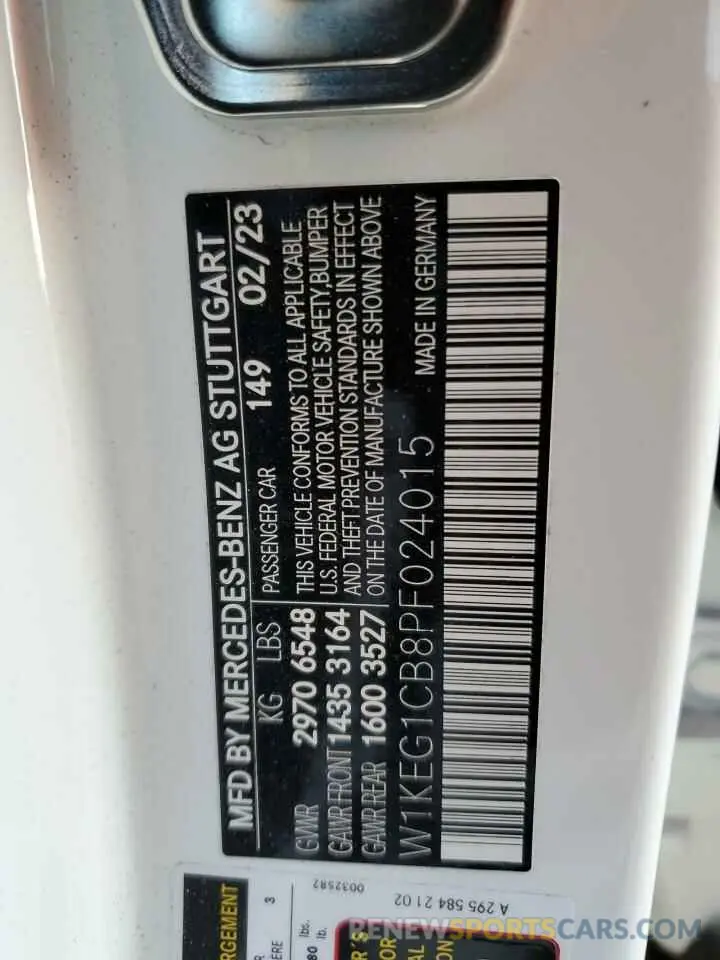 MFD BY MERCEDES-BENZ AG STUTTGART
KG LBS PASSENGER CAR 149 02/23
GVWR 2970 6548
GAWR FRONT 1435 3164
GAWR REAR 1600 3527
THIS VEHICLE CONFORMS TO ALL APPLICABLE
U.S. FEDERAL MOTOR VEHICLE SAFETY,BUMPER
AND THEFT PREVENTION STANDARDS IN EFFECT
ON THE DATE OF MANUFACTURE SHOWN ABOVE
W1KEG1CB8PF024015 MADE IN GERMANY
A 295 584 21 02
0032582
3
lbs.
lb.
RENEWSPORTSCARS.COM